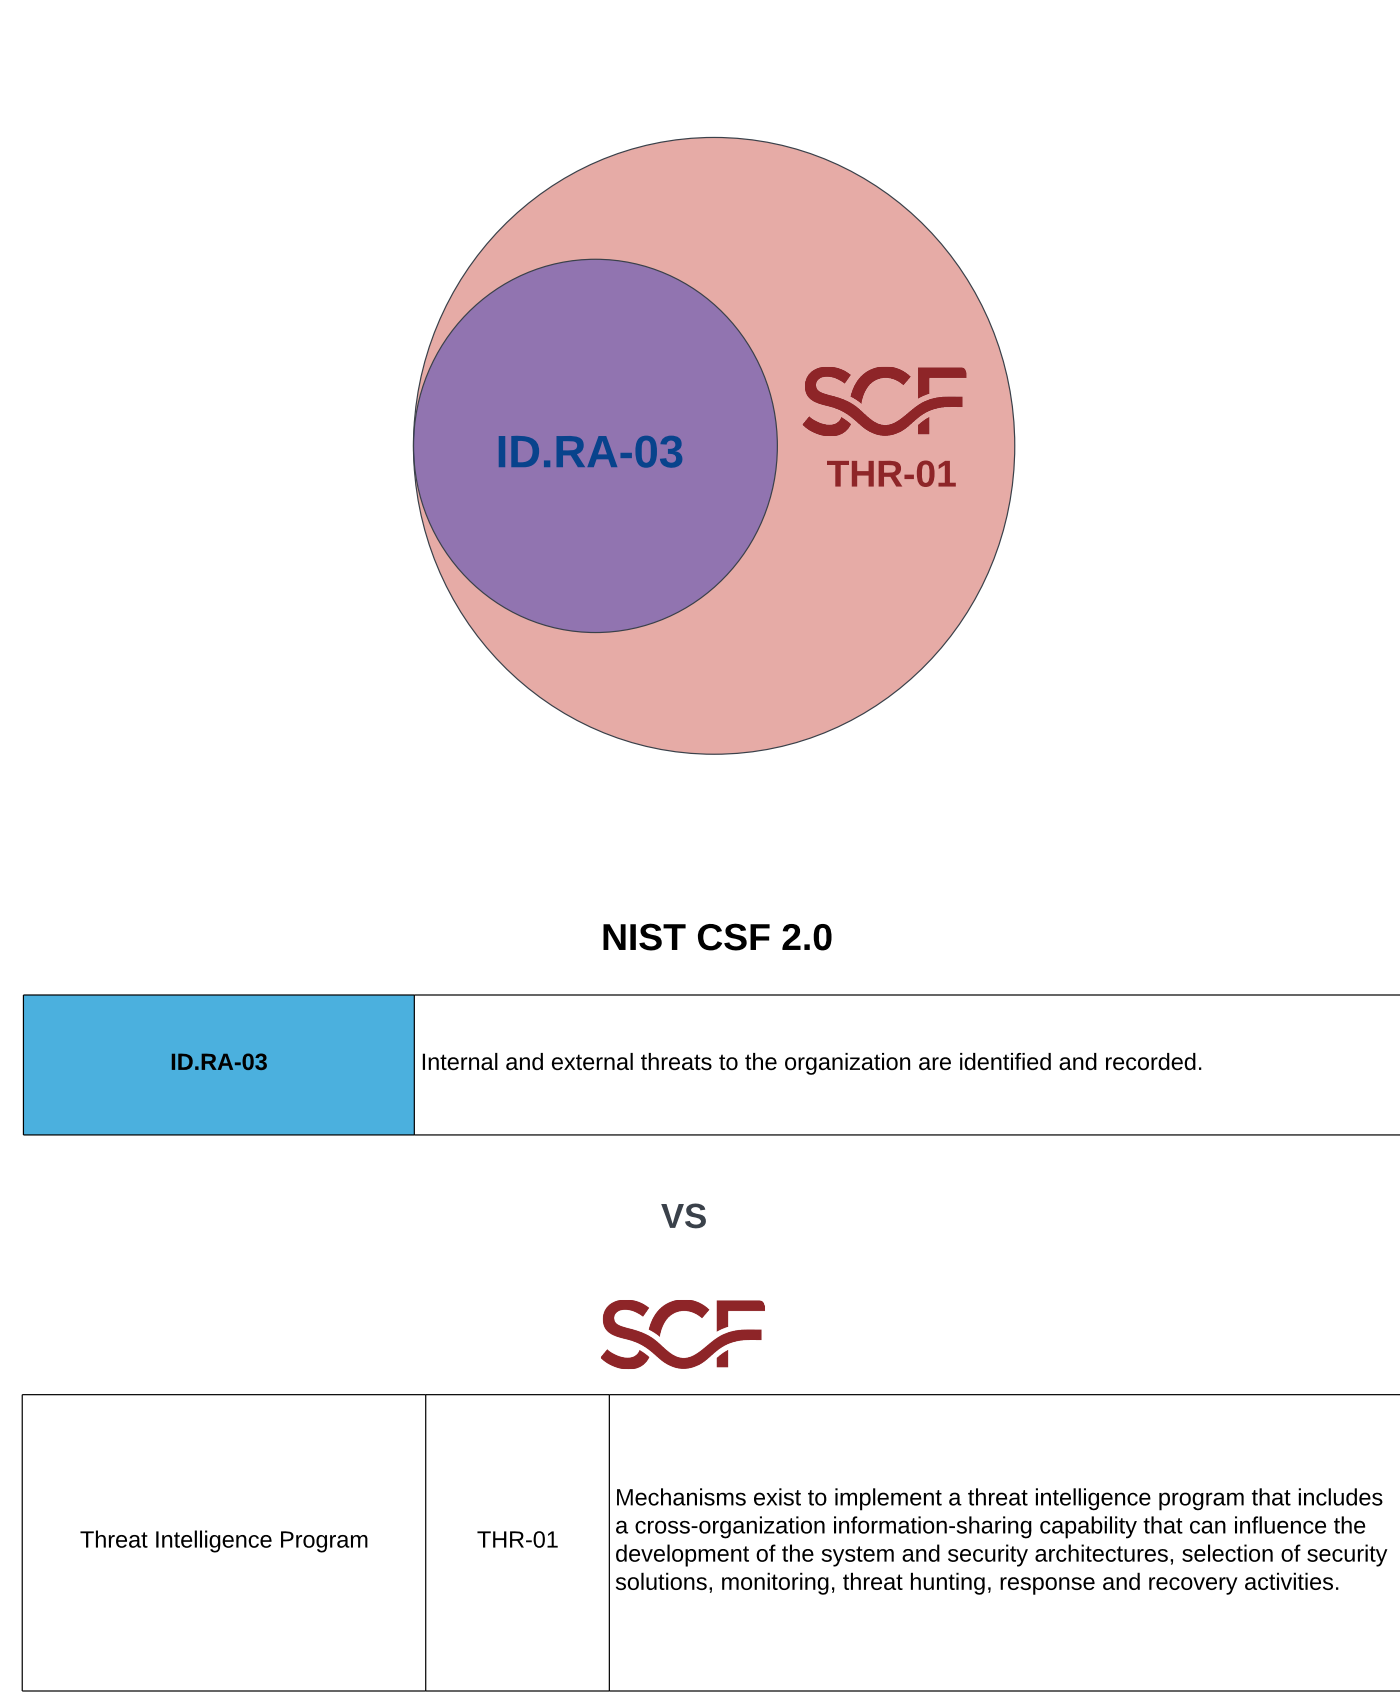 SCF
ID.RA-03
THR-01
NIST CSF 2.0
ID.RA-03
Internal and external threats to the organization are identified and recorded.
VS
SCF
Threat Intelligence Program
THR-01
Mechanisms exist to implement a threat intelligence program that includes
a cross-organization information-sharing capability that can influence the
development of the system and security architectures, selection of security
solutions, monitoring, threat hunting, response and recovery activities.